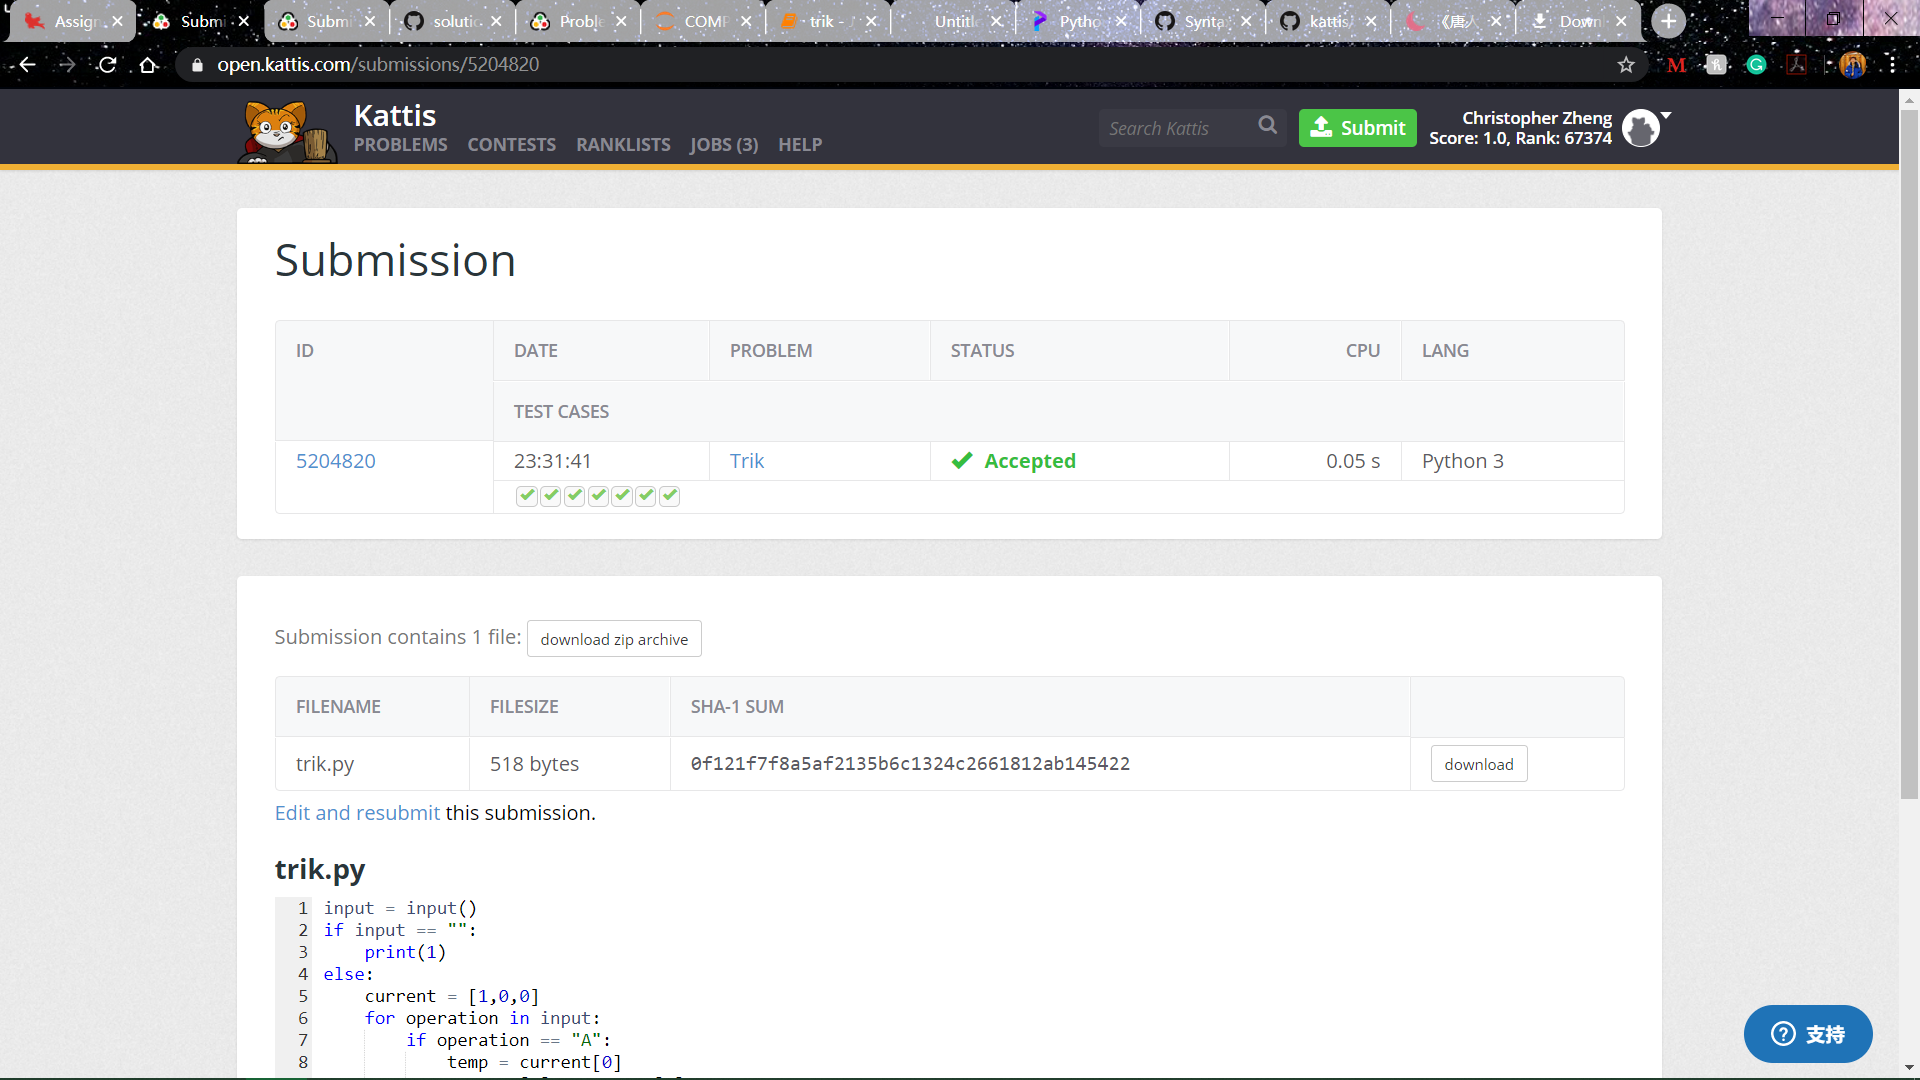 Assig
Submi
Submi
soluti
Proble
COMP
trik -
Untitle
Pytho
Synta
kattis/
《唐人
Down
open.kattis.com/submissions/5204820
Kattis
PROBLEMS CONTESTS RANKLISTS JOBS (3) HELP
Search Kattis
Submit
Christopher Zheng
Score: 1.0, Rank: 67374
Submission
ID DATE PROBLEM STATUS CPU LANG
TEST CASES
5204820 23:31:41 Trik Accepted 0.05 s Python 3
Submission contains 1 file: download zip archive
FILENAME FILESIZE SHA-1 SUM
trik.py 518 bytes 0f121f7f8a5af2135b6c1324c2661812ab145422 download
Edit and resubmit this submission.
trik.py
1 input = input()
2 if input == "":
3 print(1)
4 else:
5 current = [1,0,0]
6 for operation in input:
7 if operation == "A":
8 temp = current[0]
支持